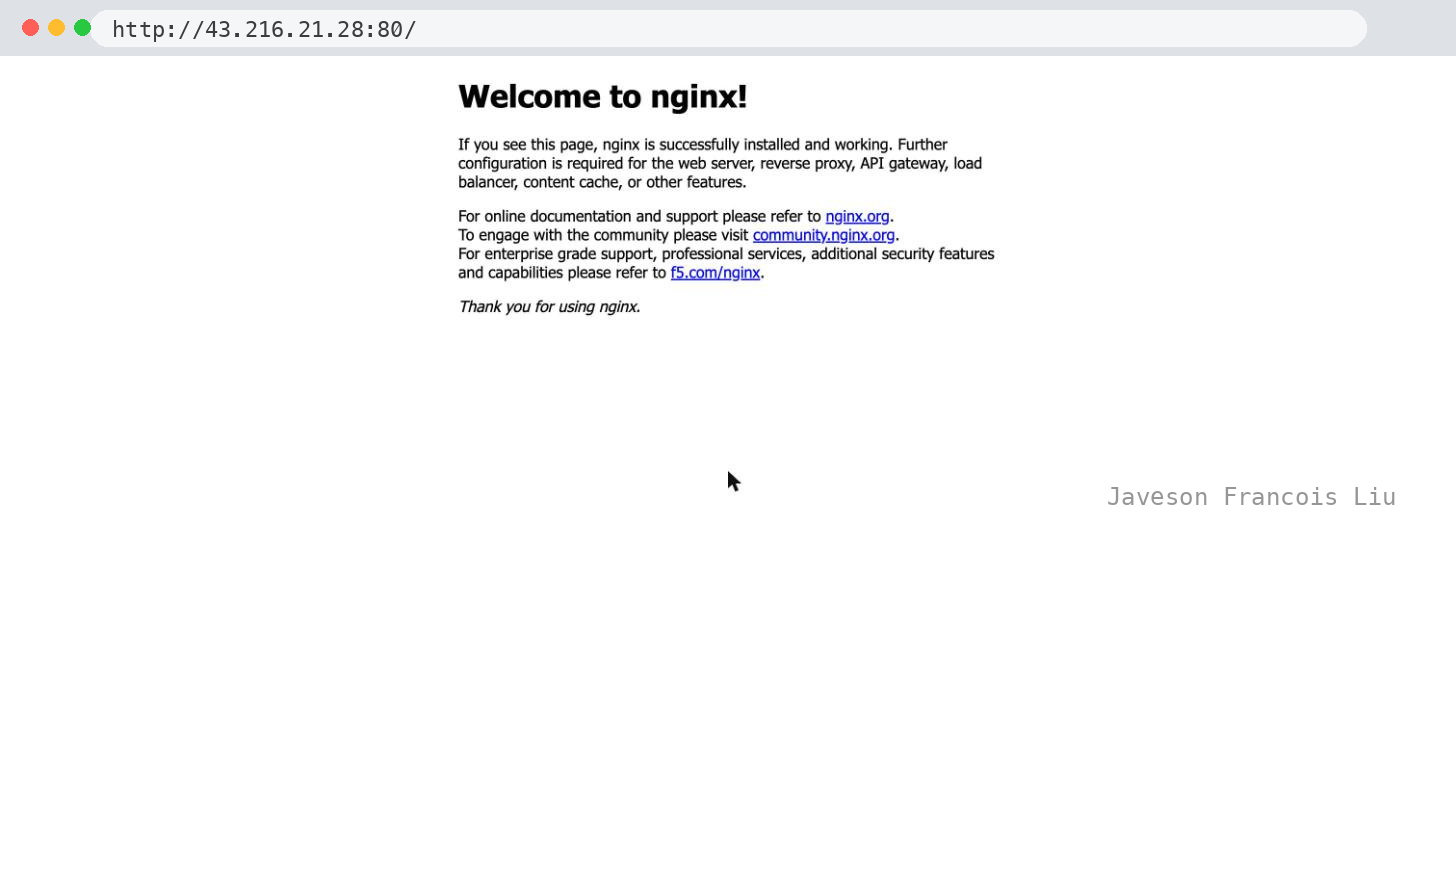 http://43.216.21.28:80/
Welcome to nginx!
If you see this page, nginx is successfully installed and working. Further
configuration is required for the web server, reverse proxy, API gateway, load
balancer, content cache, or other features.
For online documentation and support please refer to nginx.org.
To engage with the community please visit community.nginx.org.
For enterprise grade support, professional services, additional security features
and capabilities please refer to f5.com/nginx.
Thank you for using nginx.
Javeson Francois Liu